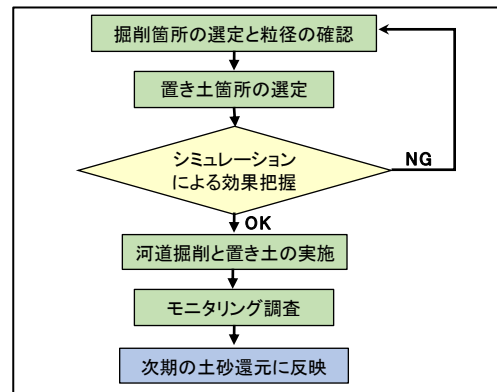 掘削箇所の選定と粒径の確認
置き土箇所の選定
シミュレーション
による効果把握
NG
OK
河道掘削と置き土の実施
モニタリング調査
次期の土砂還元に反映